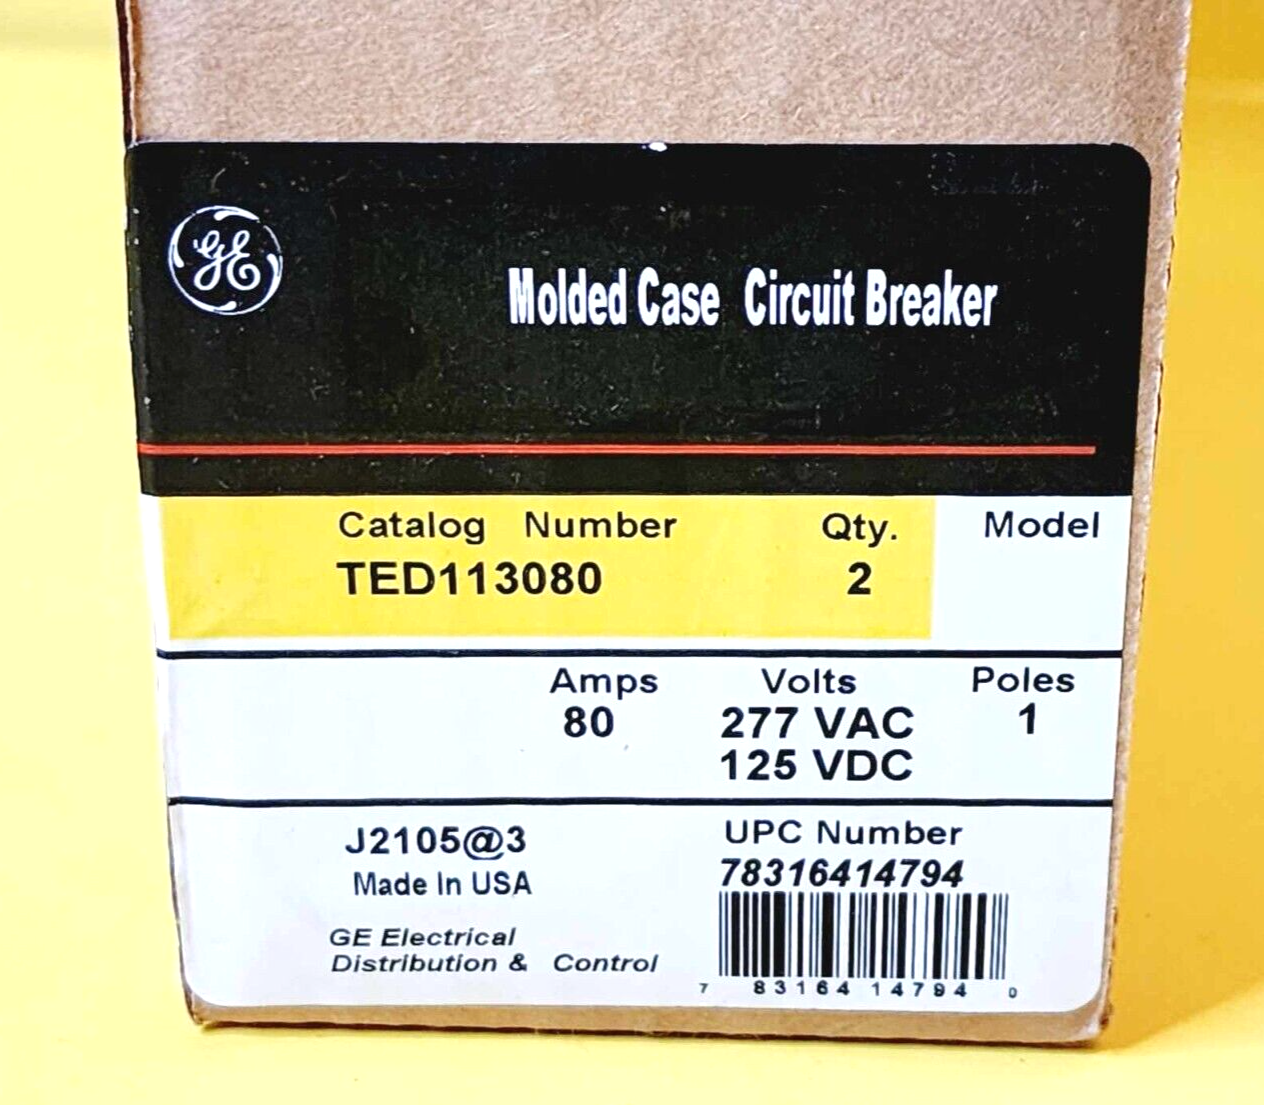 GE
Molded Case Circuit Breaker
Catalog Number Qty. Model
TED113080 2
Amps Volts Poles
80 277 VAC 1
125 VDC
J2105@3 UPC Number
Made In USA 78316414794
GE Electrical
Distribution & Control
7 83164 14794 0